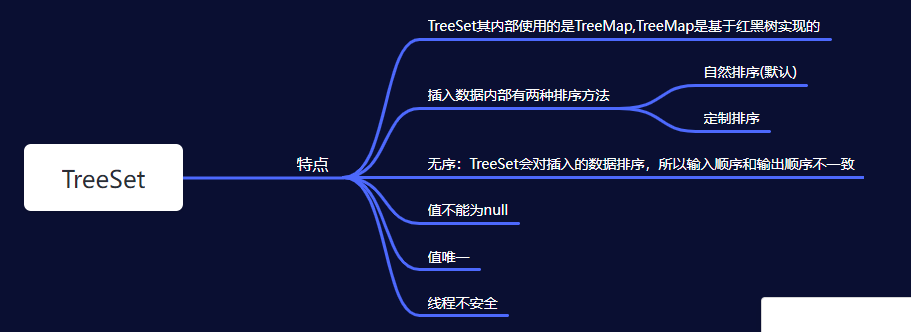 TreeSet
特点
TreeSet其内部使用的是TreeMap,TreeMap是基于红黑树实现的
插入数据内部有两种排序方法
自然排序(默认)
定制排序
无序：TreeSet会对插入的数据排序，所以输入顺序和输出顺序不一致
值不能为null
值唯一
线程不安全